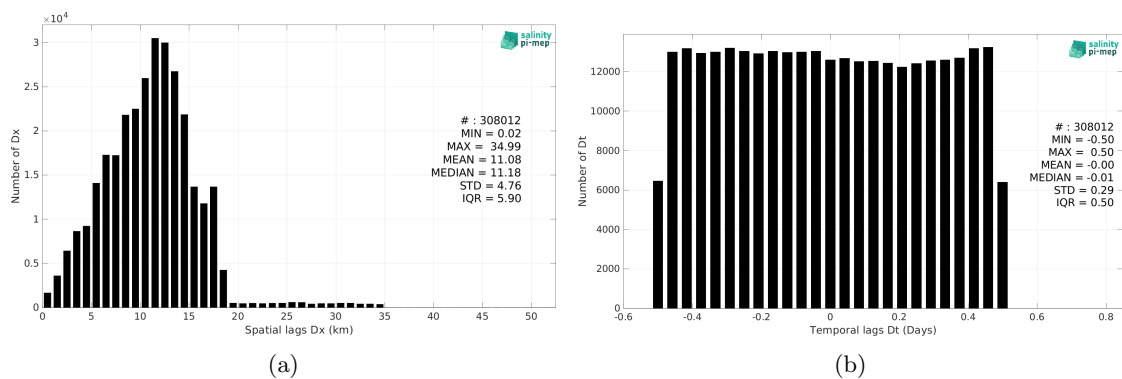 ×10⁴
3
2.5
2
1.5
1
0.5
0
Number of Dx
salinity
pi-mep
# : 308012
MIN = 0.02
MAX = 34.99
MEAN = 11.08
MEDIAN = 11.18
STD = 4.76
IQR = 5.90
0 5 10 15 20 25 30 35 40 45 50
Spatial lags Dx (km)
(a)
12000
10000
8000
6000
4000
2000
0
Number of Dt
salinity
pi-mep
# : 308012
MIN = -0.50
MAX = 0.50
MEAN = -0.00
MEDIAN = -0.01
STD = 0.29
IQR = 0.50
-0.6 -0.4 -0.2 0 0.2 0.4 0.6 0.8
Temporal lags Dt (Days)
(b)